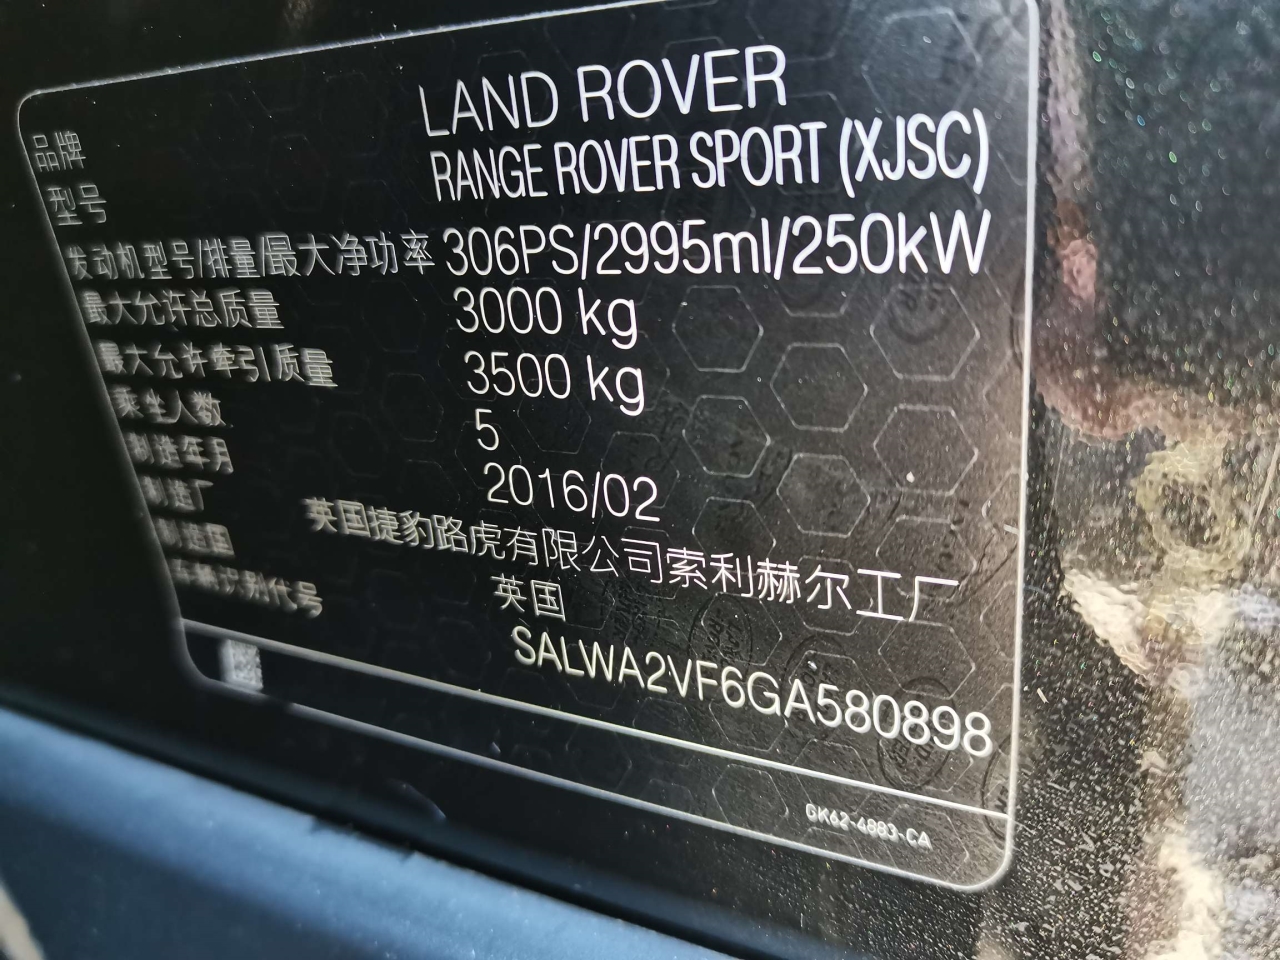 品牌 LAND ROVER
型号 RANGE ROVER SPORT (XJSC)
发动机型号/排量/最大净功率 306PS/2995ml/250kW
最大允许总质量 3000 kg
最大允许牵引质量 3500 kg
乘坐人数 5
制造年月 2016/02
制造厂 英国捷豹路虎有限公司索利赫尔工厂
制造国 英国
车辆识别代号 SALWA2VF6GA580898
GK62-4883-CA